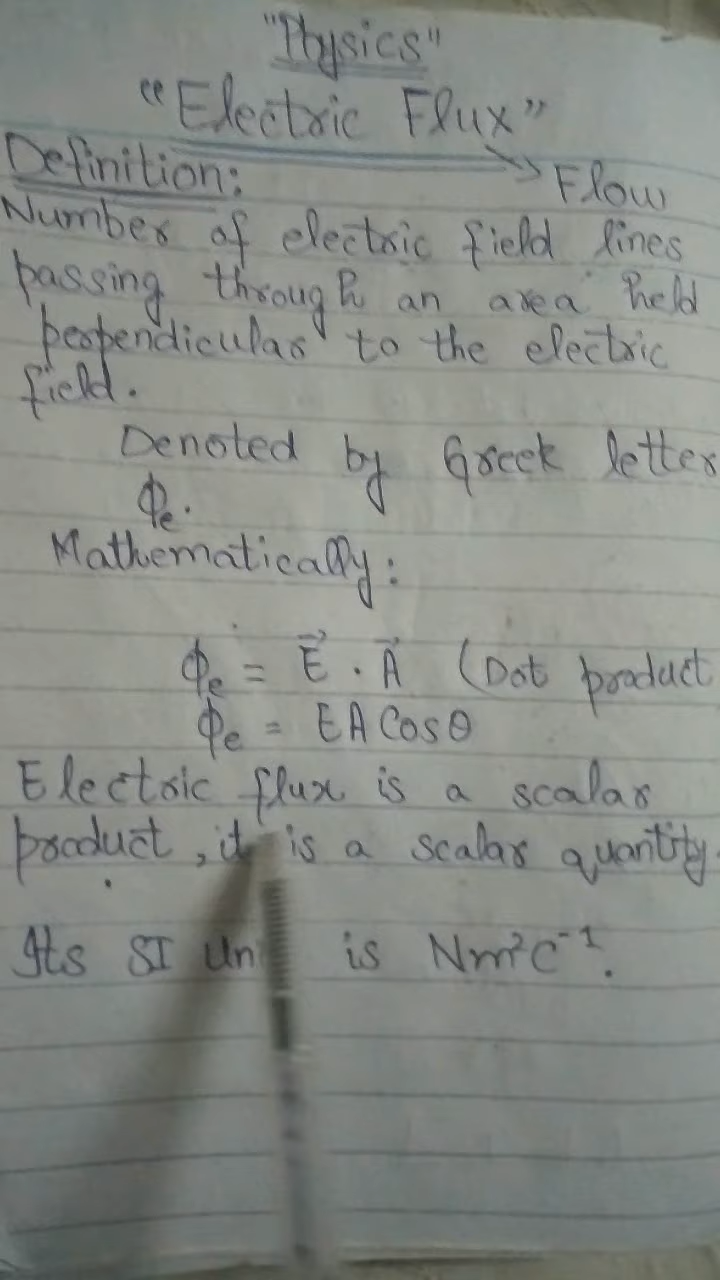 "Physics"
"Electric Flux"
Definition: Flow
Number of electric field lines
passing through an area held
perpendicular to the electric
field.
Denoted by Greek letter
Φe.
Mathematically:
Φe = E⃗ . A⃗ (Dot product
Φe = EA Cosθ
Electric flux is a scalar
product, it is a scalar quantity.
Its SI Un is Nm²C⁻¹.